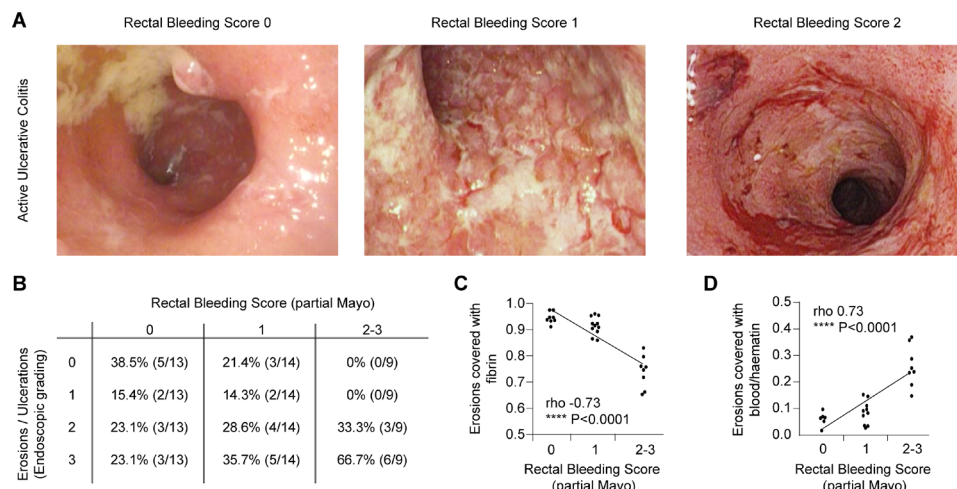 A
Rectal Bleeding Score 0
Rectal Bleeding Score 1
Rectal Bleeding Score 2
Active Ulcerative Colitis
B
Rectal Bleeding Score (partial Mayo)
0 1 2-3
Erosions / Ulcerations
(Endoscopic grading)
0 38.5% (5/13) 21.4% (3/14) 0% (0/9)
1 15.4% (2/13) 14.3% (2/14) 0% (0/9)
2 23.1% (3/13) 28.6% (4/14) 33.3% (3/9)
3 23.1% (3/13) 35.7% (5/14) 66.7% (6/9)
C
Erosions covered with
fibrin
1.0
0.9
0.8
0.7
0.6
0.5
rho -0.73
**** P<0.0001
0 1 2-3
Rectal Bleeding Score
(partial Mayo)
D
Erosions covered with
blood/haematin
0.5
0.4
0.3
0.2
0.1
0.0
rho 0.73
**** P<0.0001
0 1 2-3
Rectal Bleeding Score
(partial Mayo)